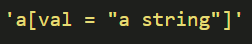 'a[val = "a string"]'